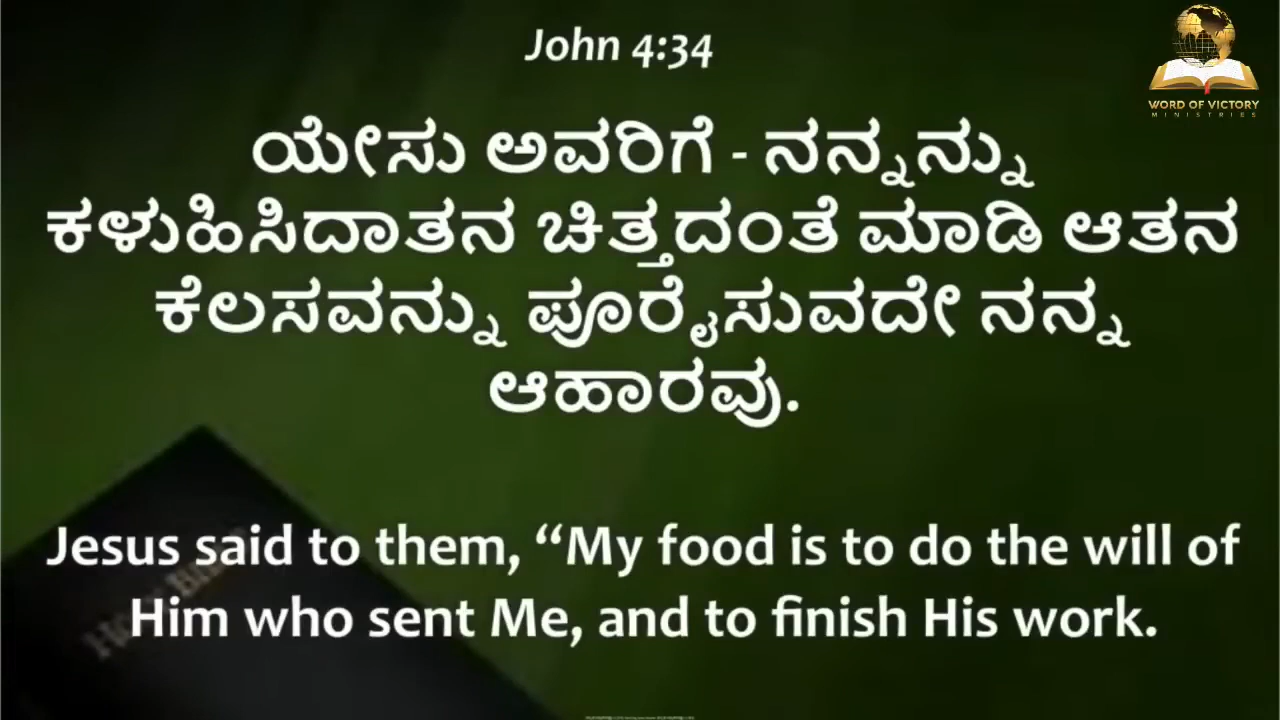 John 4:34
WORD OF VICTORY
MINISTRIES
ಯೇಸು ಅವರಿಗೆ - ನನ್ನನ್ನು
ಕಳುಹಿಸಿದಾತನ ಚಿತ್ತದಂತೆ ಮಾಡಿ ಆತನ
ಕೆಲಸವನ್ನು ಪೂರೈಸುವದೇ ನನ್ನ
ಆಹಾರವು.
Jesus said to them, “My food is to do the will of
Him who sent Me, and to finish His work.
Holy Bible